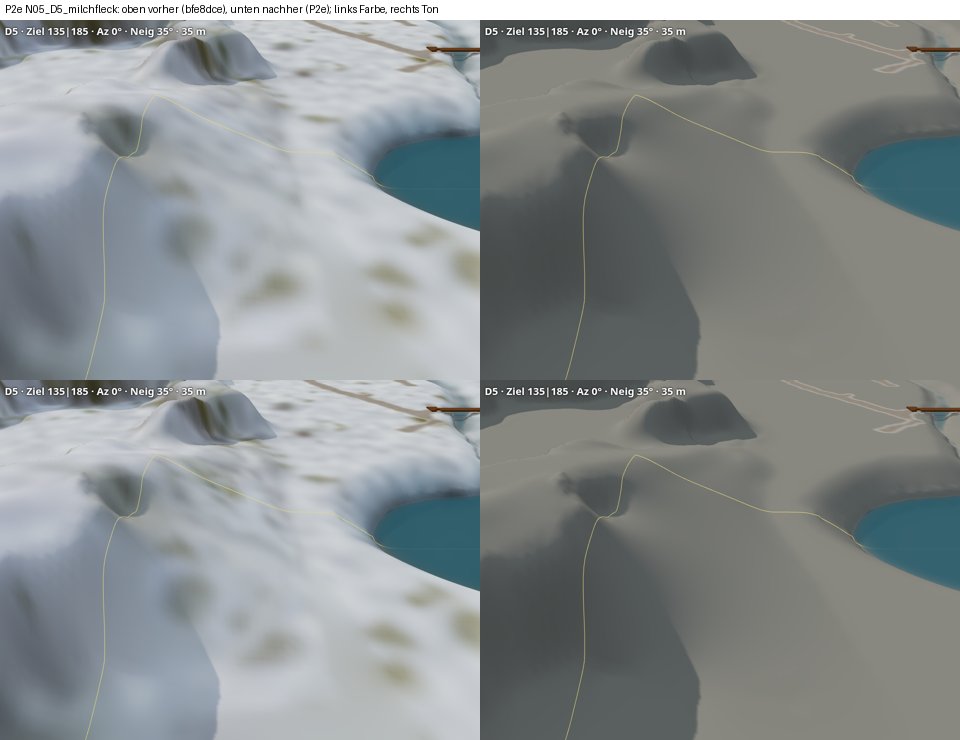 P2e N05_D5_milchfleck: oben vorher (bfe8dce), unten nachher (P2e); links Farbe, rechts Ton
D5 · Ziel 135|185 · Az 0° · Neig 35° · 35 m
D5 · Ziel 135|185 · Az 0° · Neig 35° · 35 m
D5 · Ziel 135|185 · Az 0° · Neig 35° · 35 m
D5 · Ziel 135|185 · Az 0° · Neig 35° · 35 m